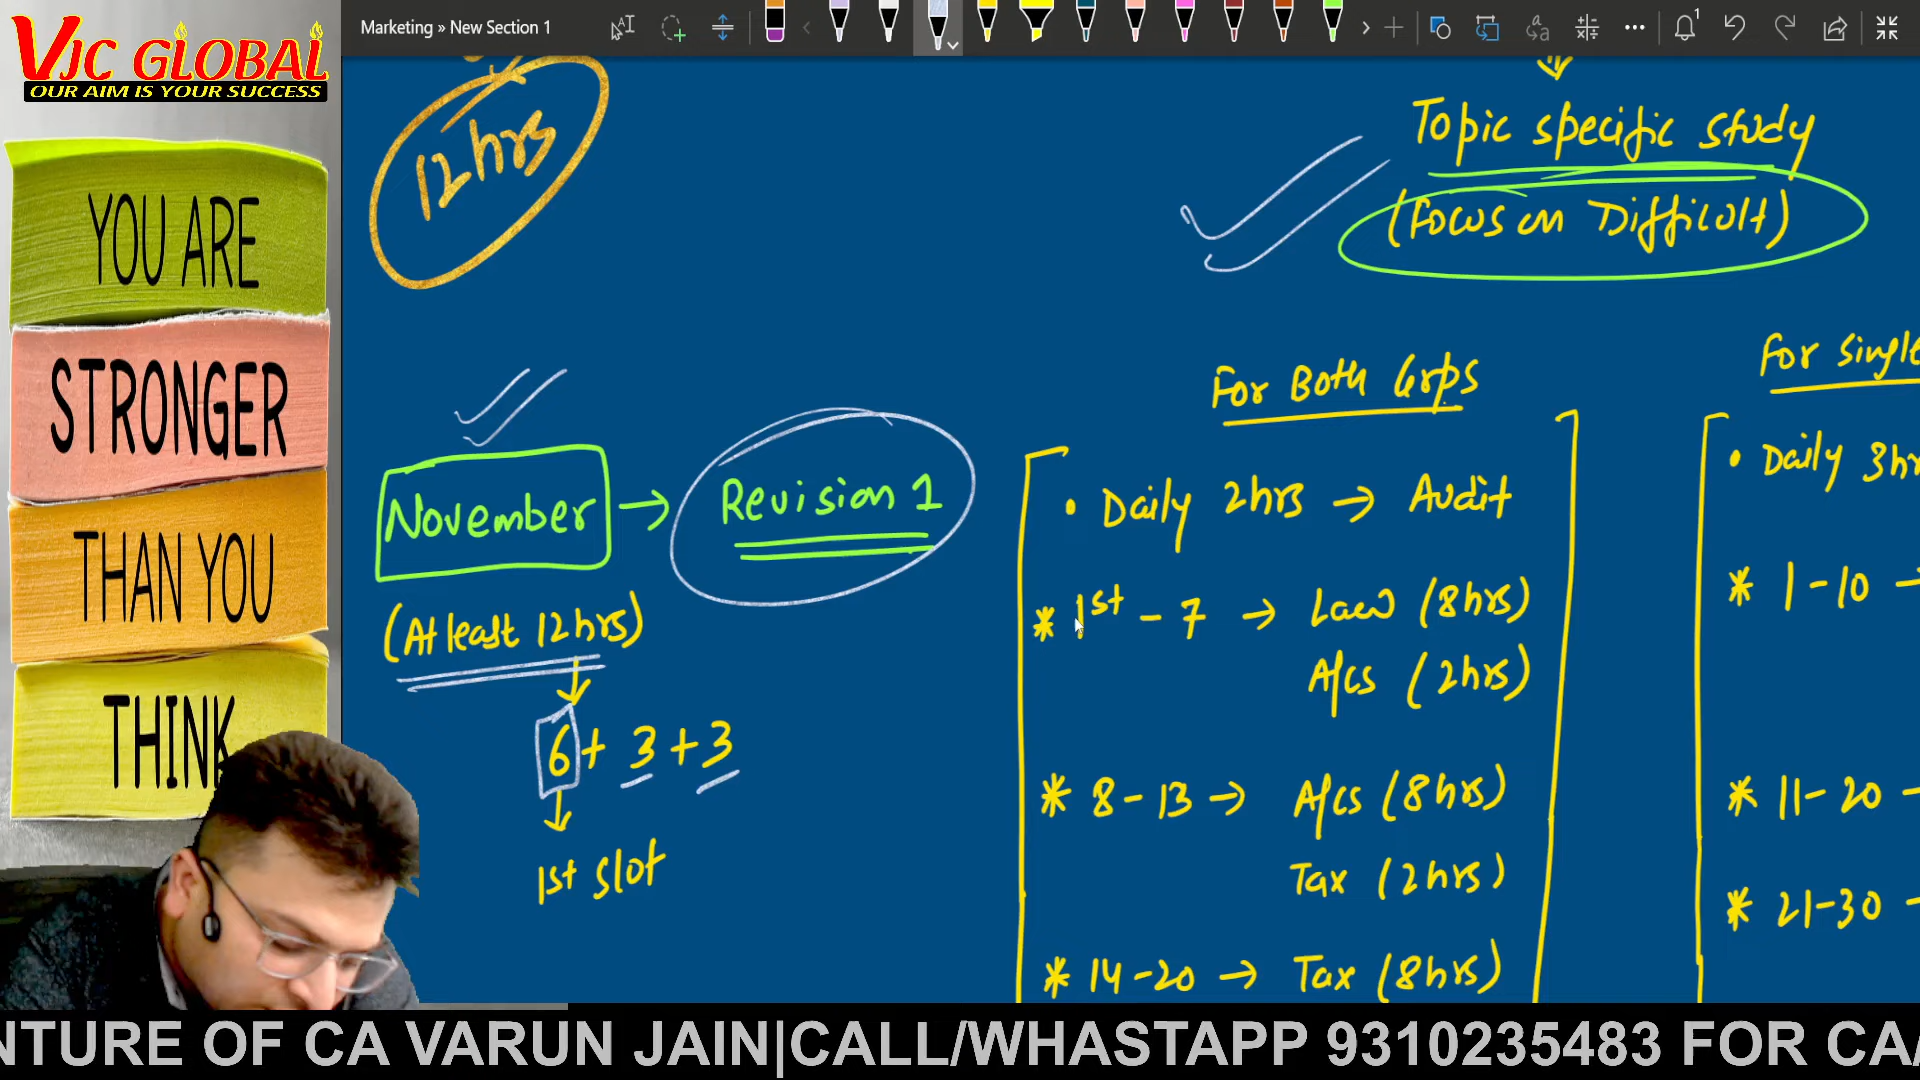 VJC GLOBAL
OUR AIM IS YOUR SUCCESS
Marketing » New Section 1
YOU ARE
STRONGER
THAN YOU
THINK
12 hrs
Topic specific study
(Focus on Difficult)
November → Revision 1
(At least 12hrs)
6 + 3 + 3
1st slot
For Both Grps
• Daily 2hrs → Audit
* 1st - 7 → Law (8hrs)
A/cs (2hrs)
* 8 - 13 → A/cs (8hrs)
Tax (2hrs)
* 14 - 20 → Tax (8hrs)
For Single
• Daily 3hr
* 1 - 10 →
* 11 - 20 -
* 21 - 30 -
NTURE OF CA VARUN JAIN|CALL/WHASTAPP 9310235483 FOR CA/